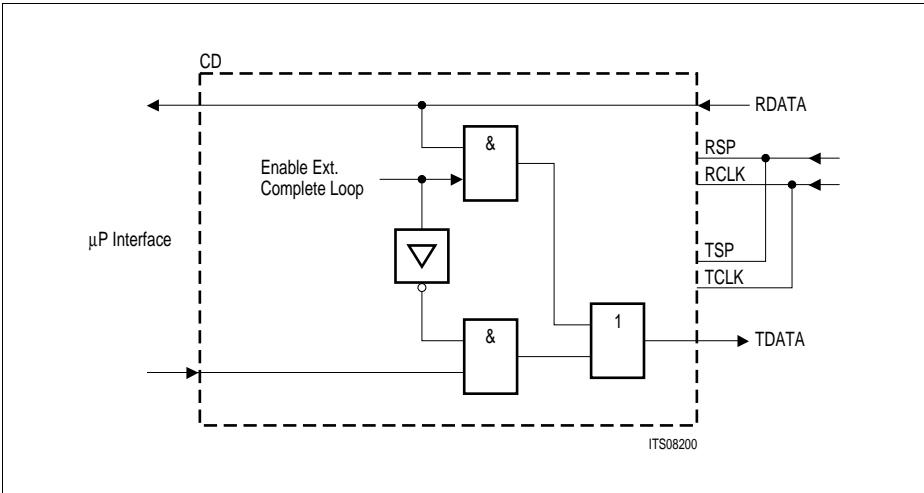 CD
RDATA
&
RSP
Enable Ext.
Complete Loop
RCLK
μP Interface
TSP
TCLK
&
1
TDATA
ITS08200